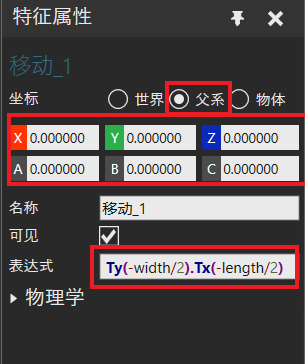 特征属性
移动_1
坐标 世界 父系 物体
X 0.000000 Y 0.000000 Z 0.000000
A 0.000000 B 0.000000 C 0.000000
名称 移动_1
可见
表达式 Ty(-width/2).Tx(-length/2)
物理学